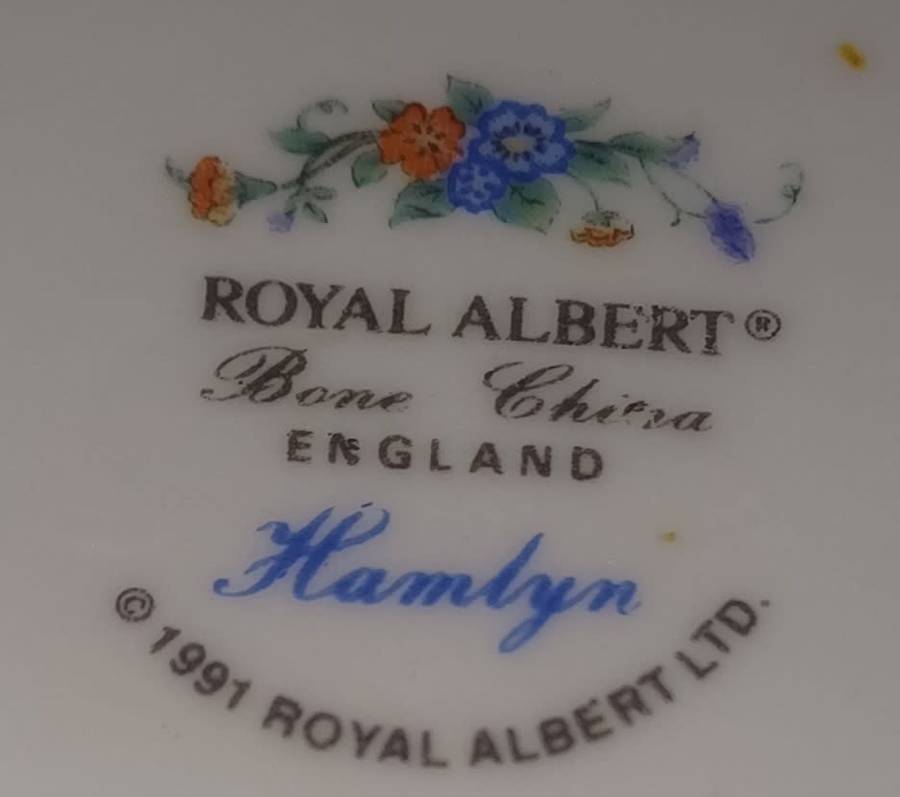 ROYAL ALBERT®
Bone China
ENGLAND
Hamlyn
© 1991 ROYAL ALBERT LTD.